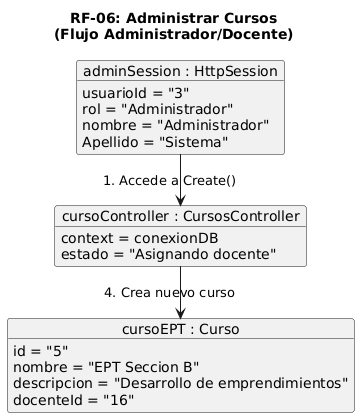 RF-06: Administrar Cursos
(Flujo Administrador/Docente)
adminSession : HttpSession
usuarioId = "3"
rol = "Administrador"
nombre = "Administrador"
Apellido = "Sistema"
1. Accede a Create()
cursoController : CursosController
context = conexionDB
estado = "Asignando docente"
4. Crea nuevo curso
cursoEPT : Curso
id = "5"
nombre = "EPT Seccion B"
descripcion = "Desarrollo de emprendimientos"
docenteId = "16"